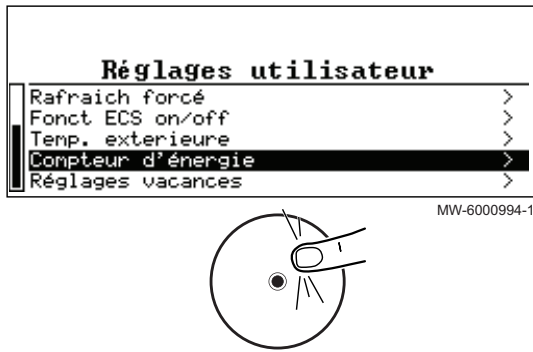 Réglages utilisateur
Rafraich forcé >
Fonct ECS on/off >
Temp. exterieure >
Compteur d'énergie >
Réglages vacances >
MW-6000994-1